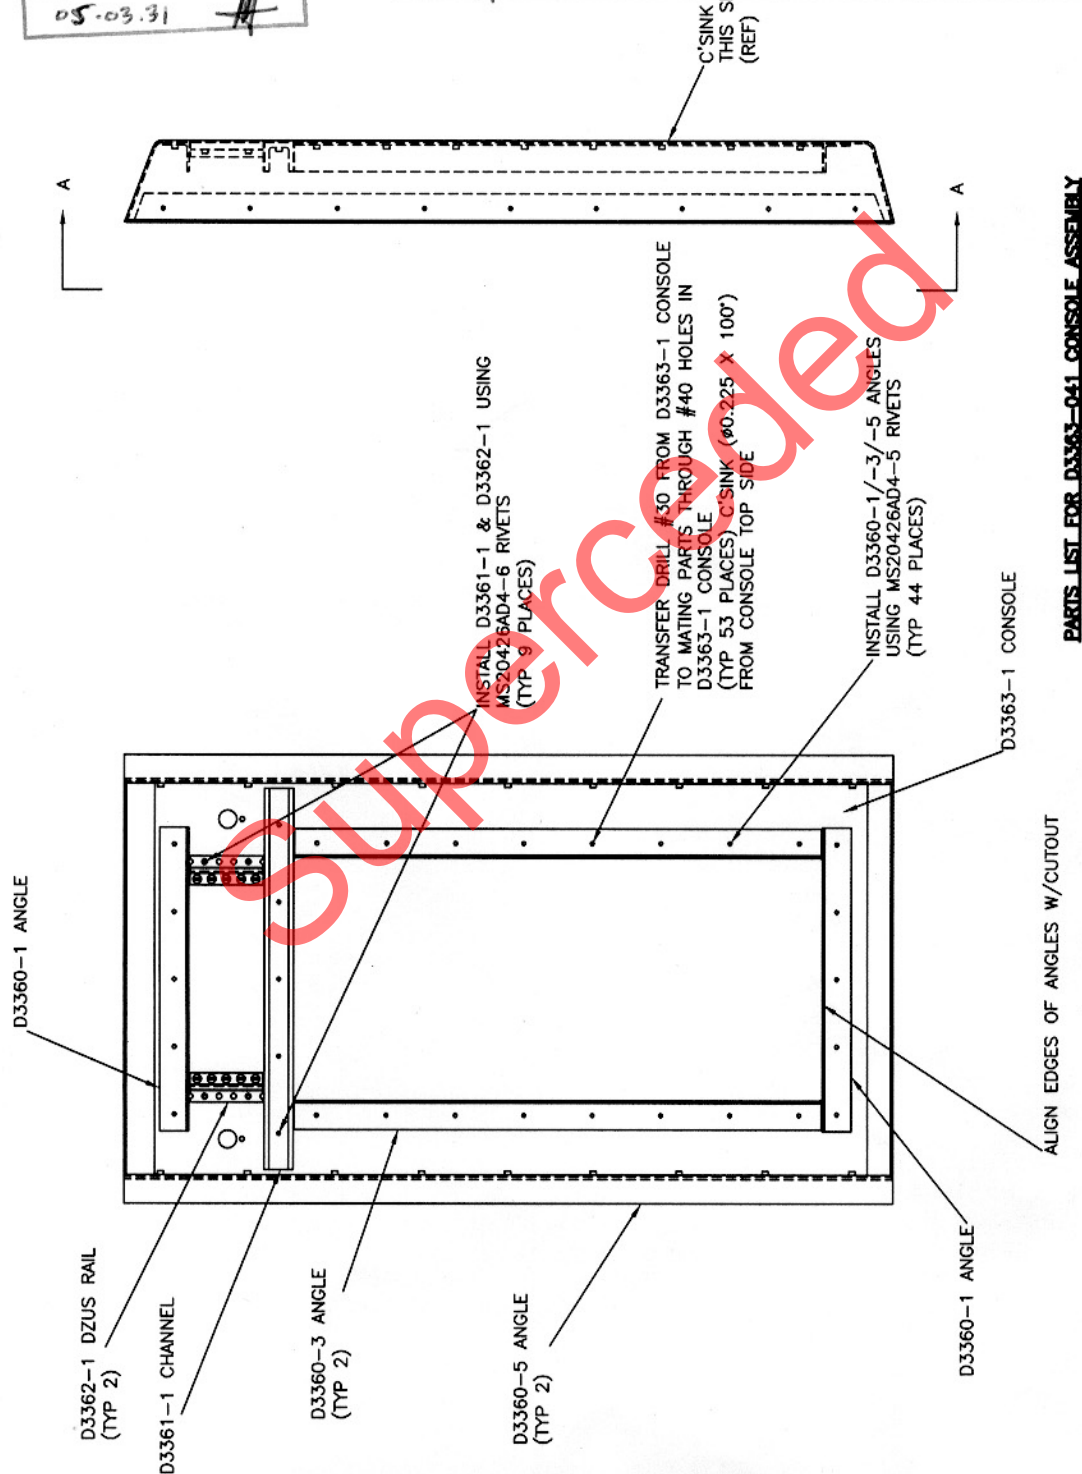 05.03.31
C'SINK
THIS S
(REF)
A
A
INSTALL D3361-1 & D3362-1 USING
MS20426AD4-6 RIVETS
(TYP 9 PLACES)
TRANSFER DRILL #30 FROM D3363-1 CONSOLE
TO MATING PARTS THROUGH #40 HOLES IN
D3363-1 CONSOLE
(TYP 53 PLACES) C'SINK (ø0.225 X 100°)
FROM CONSOLE TOP SIDE
INSTALL D3360-1/-3/-5 ANGLES
USING MS20426AD4-5 RIVETS
(TYP 44 PLACES)
D3363-1 CONSOLE
D3360-1 ANGLE
D3362-1 DZUS RAIL
(TYP 2)
D3361-1 CHANNEL
D3360-3 ANGLE
(TYP 2)
D3360-5 ANGLE
(TYP 2)
D3360-1 ANGLE
ALIGN EDGES OF ANGLES W/CUTOUT
PARTS LIST FOR D3363-041 CONSOLE ASSEMBLY
Superceded